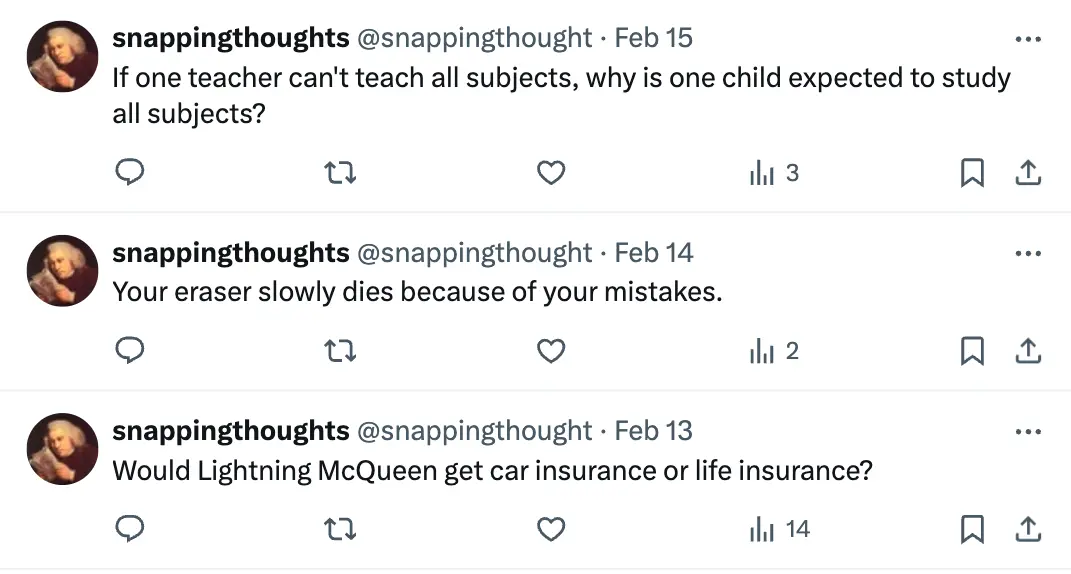 snappingthoughts @snappingthought · Feb 15
If one teacher can't teach all subjects, why is one child expected to study
all subjects?
3
snappingthoughts @snappingthought · Feb 14
Your eraser slowly dies because of your mistakes.
2
snappingthoughts @snappingthought · Feb 13
Would Lightning McQueen get car insurance or life insurance?
14